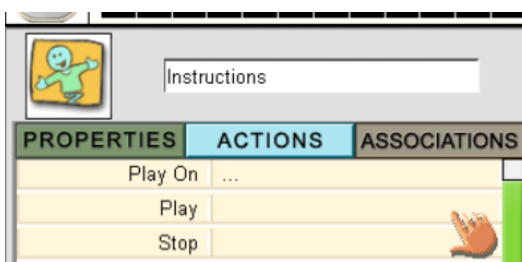 Instructions
PROPERTIES ACTIONS ASSOCIATIONS
Play On ...
Play
Stop